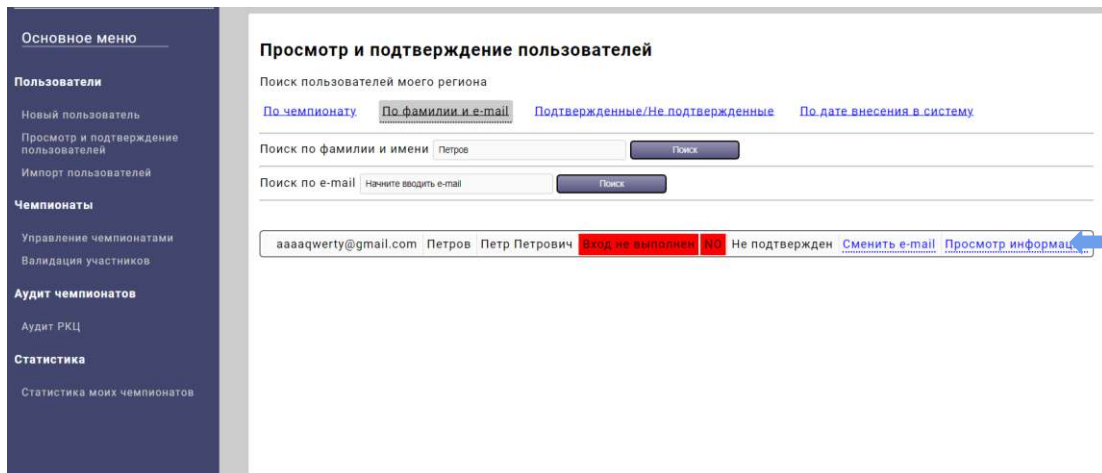 Основное меню
Пользователи
Новый пользователь
Просмотр и подтверждение
пользователей
Импорт пользователей
Чемпионаты
Управление чемпионатами
Валидация участников
Аудит чемпионатов
Аудит РКЦ
Статистика
Статистика моих чемпионатов
Просмотр и подтверждение пользователей
Поиск пользователей моего региона
По чемпионату По фамилии и e-mail Подтвержденные/Не подтвержденные По дате внесения в систему
Поиск по фамилии и имени Петров Поиск
Поиск по e-mail Начните вводить e-mail Поиск
aaaaqwerty@gmail.com Петров Петр Петрович Вход не выполнен NO Не подтвержден Сменить e-mail Просмотр